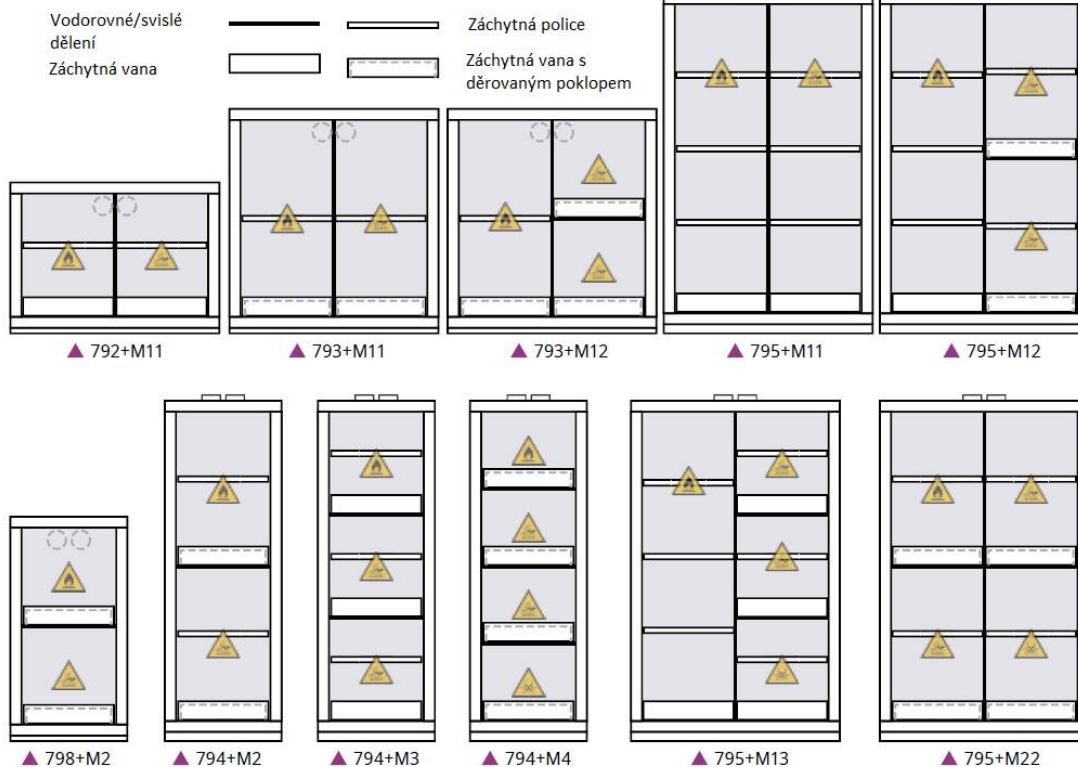 Vodorovné/svislé
dělení
Záchytná police
Záchytná vana
Záchytná vana s
děrovaným poklopem
792+M11
793+M11
793+M12
795+M11
795+M12
798+M2
794+M2
794+M3
794+M4
795+M13
795+M22